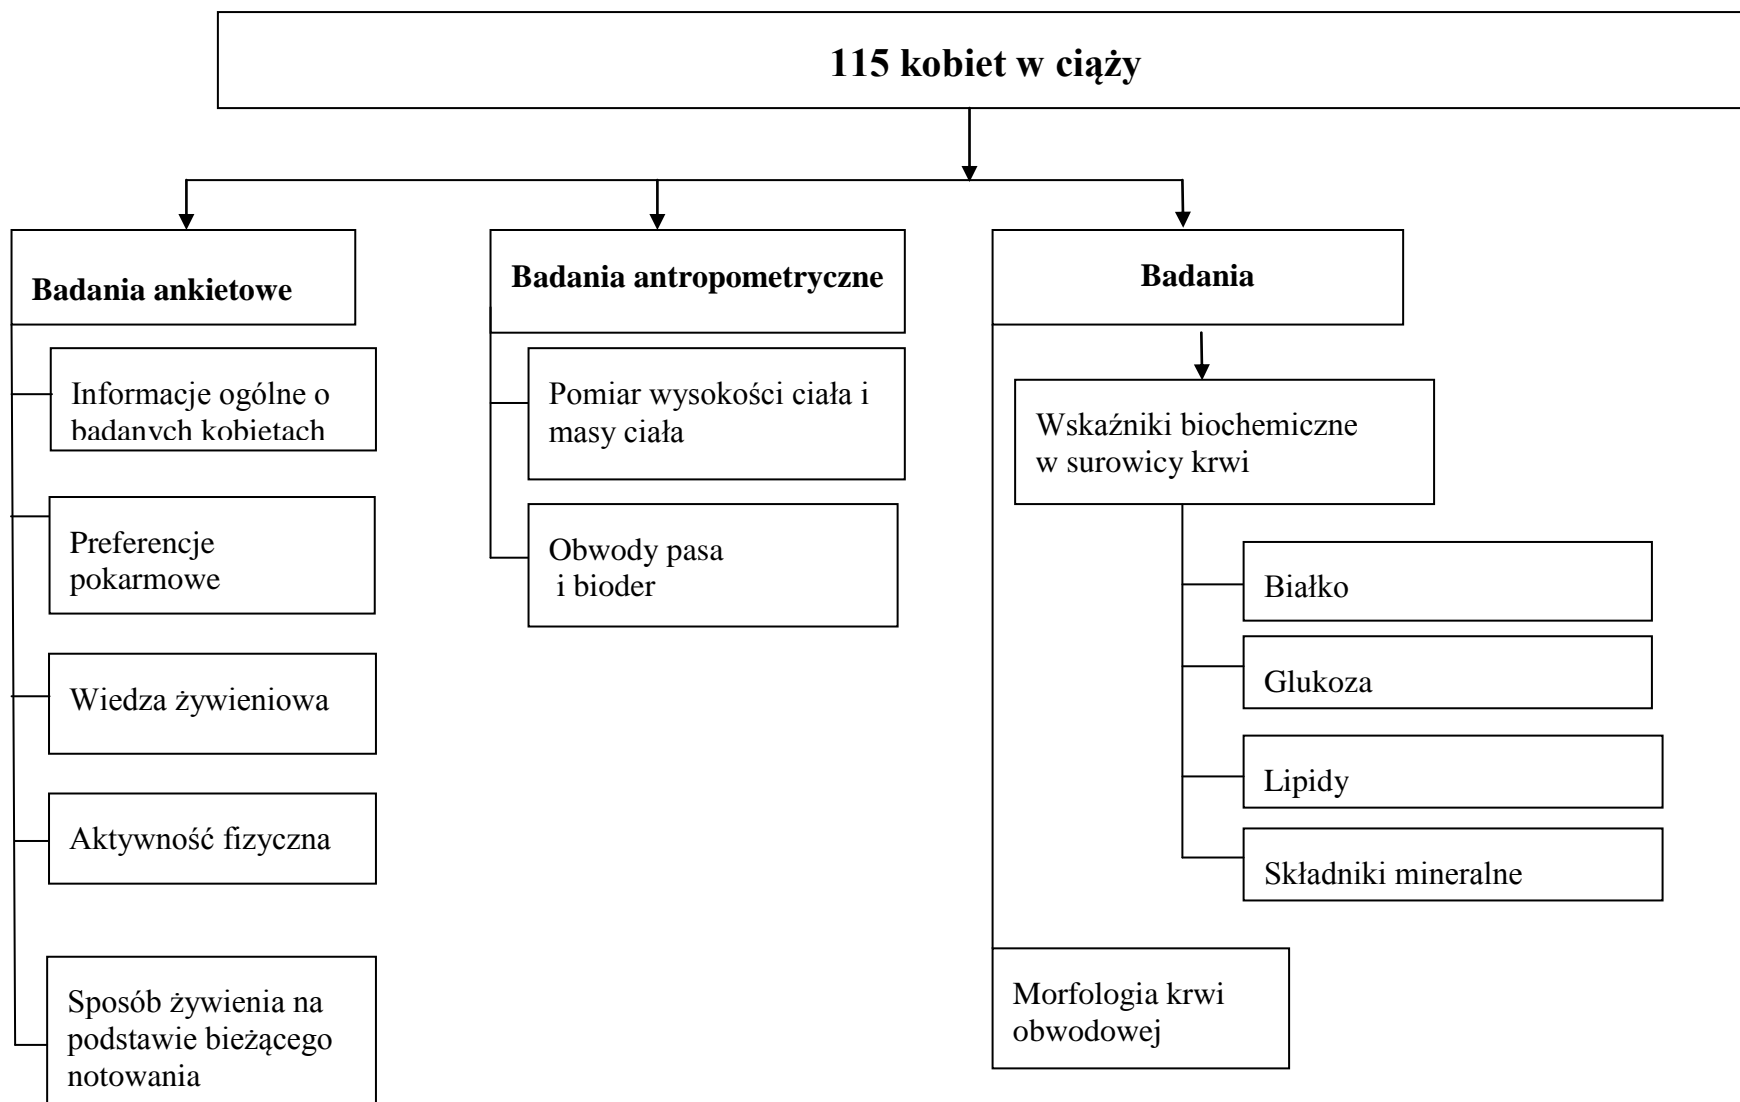 115 kobiet w ciąży
Badania ankietowe
Badania antropometryczne
Badania
Informacje ogólne o
badanych kobietach
Preferencje
pokarmowe
Wiedza żywieniowa
Aktywność fizyczna
Sposób żywienia na
podstawie bieżącego
notowania
Pomiar wysokości ciała i
masy ciała
Obwody pasa
i bioder
Wskaźniki biochemiczne
w surowicy krwi
Białko
Glukoza
Lipidy
Składniki mineralne
Morfologia krwi
obwodowej